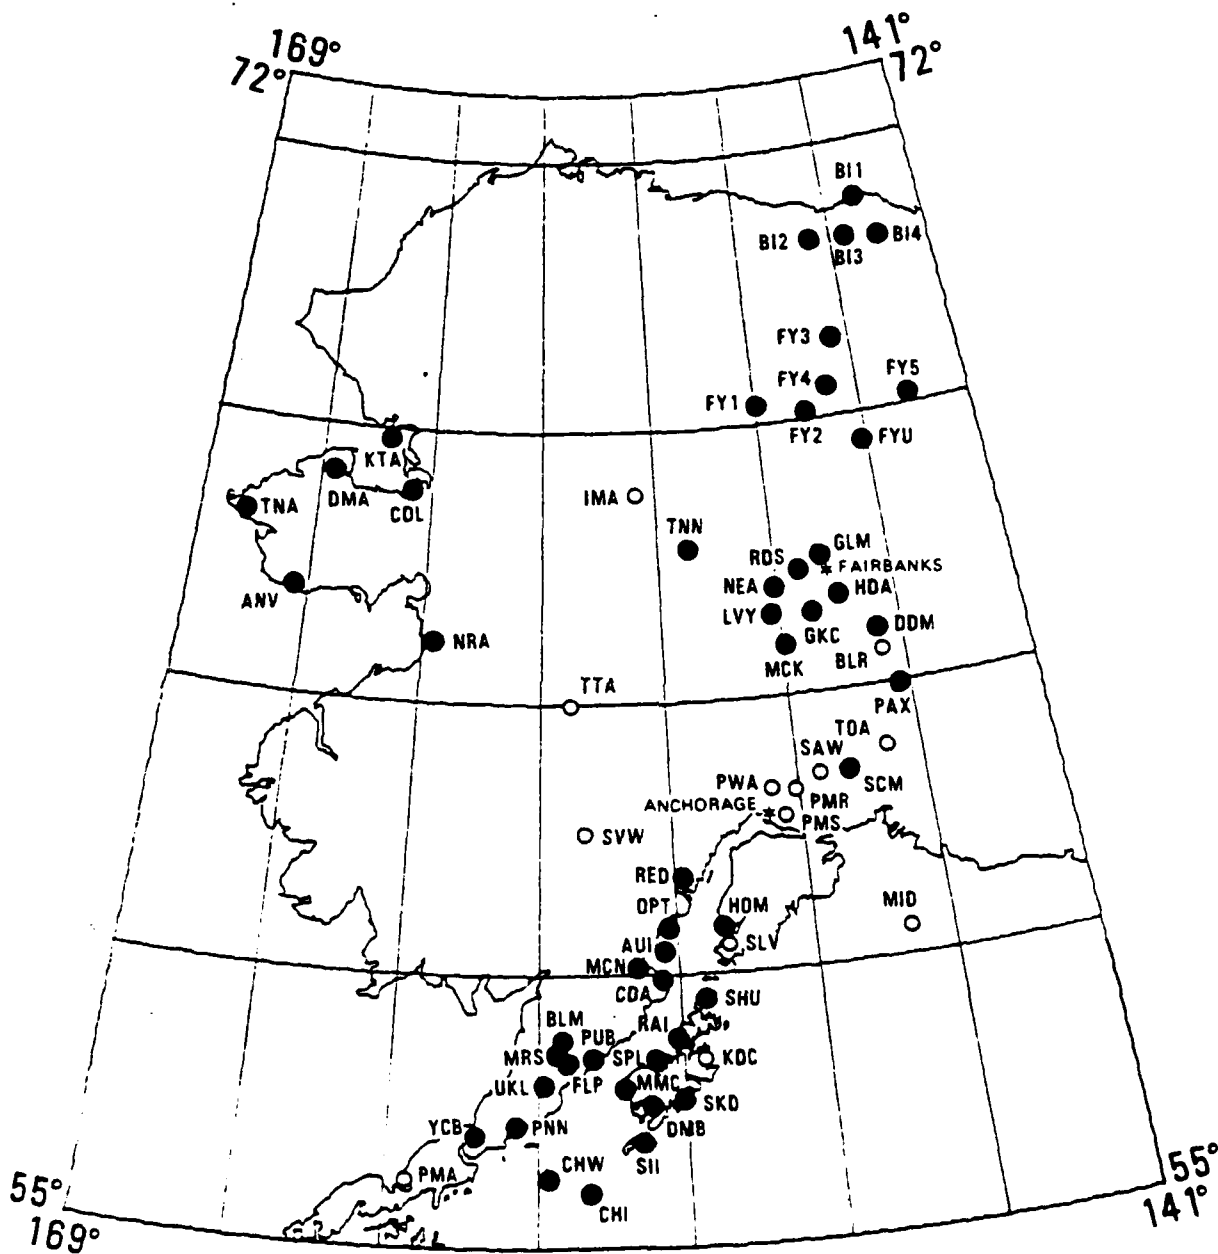 169°
141°
72°
72°
BI1
BI2
BI4
BI3
FY3
FY4
FY5
FY1
FY2
FYU
KTA
DMA
TNA
CDL
IMA
TNN
GLM
RDS
FAIRBANKS
NEA
HDA
ANV
LVY
GKC
DDM
NRA
MCK
BLR
TTA
PAX
TOA
SAW
PWA
SCM
ANCHORAGE
PMR
PMS
SVW
RED
OPT
HOM
MID
AUI
SLV
MCN
CDA
SHU
BLM
RAI
PUB
MRS
SPL
KDC
UKL
FLP
MMC
SKD
YCB
PNN
DMB
SII
PMA
CHW
CHI
55°
55°
169°
141°